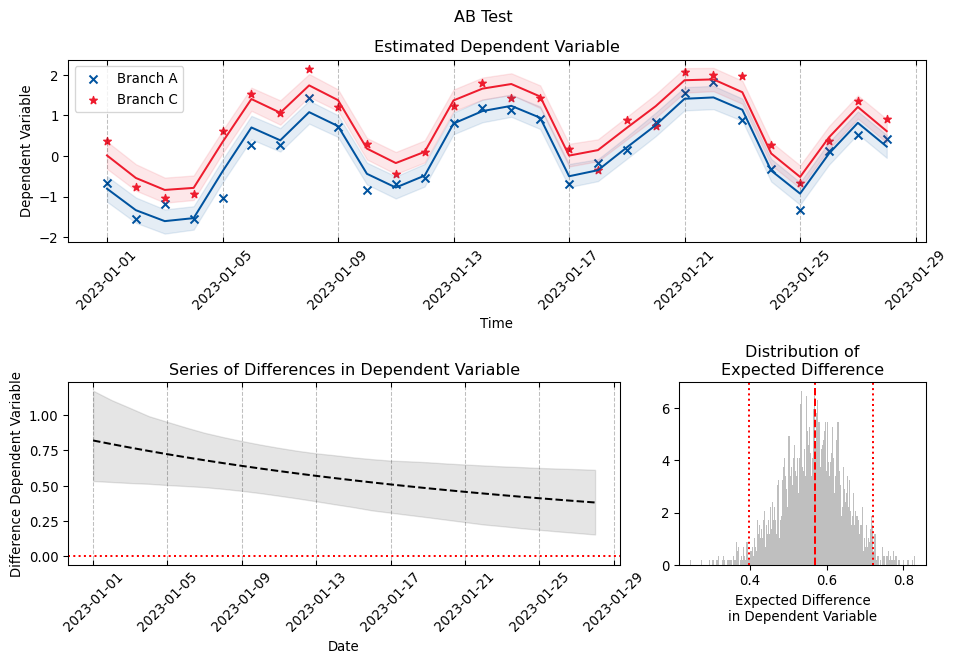 AB Test
Estimated Dependent Variable
Dependent Variable
2
1
0
−1
−2
Branch A
Branch C
2023-01-01
2023-01-05
2023-01-09
2023-01-13
2023-01-17
2023-01-21
2023-01-25
2023-01-29
Time
Series of Differences in Dependent Variable
Difference Dependent Variable
1.00
0.75
0.50
0.25
0.00
2023-01-01
2023-01-05
2023-01-09
2023-01-13
2023-01-17
2023-01-21
2023-01-25
2023-01-29
Date
Distribution of
Expected Difference
6
4
2
0
0.4
0.6
0.8
Expected Difference
in Dependent Variable